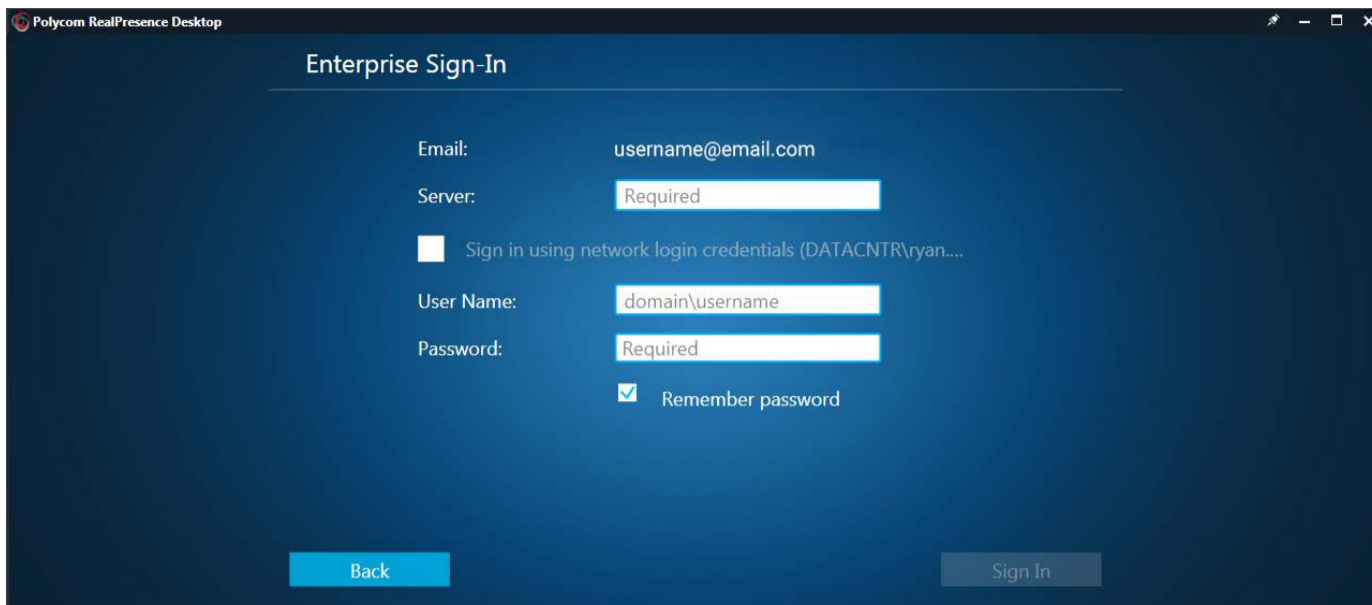 Polycom RealPresence Desktop
Enterprise Sign-In
Email: username@email.com
Server: Required
Sign in using network login credentials (DATACNTR\ryan....
User Name: domain\username
Password: Required
Remember password
Back Sign In